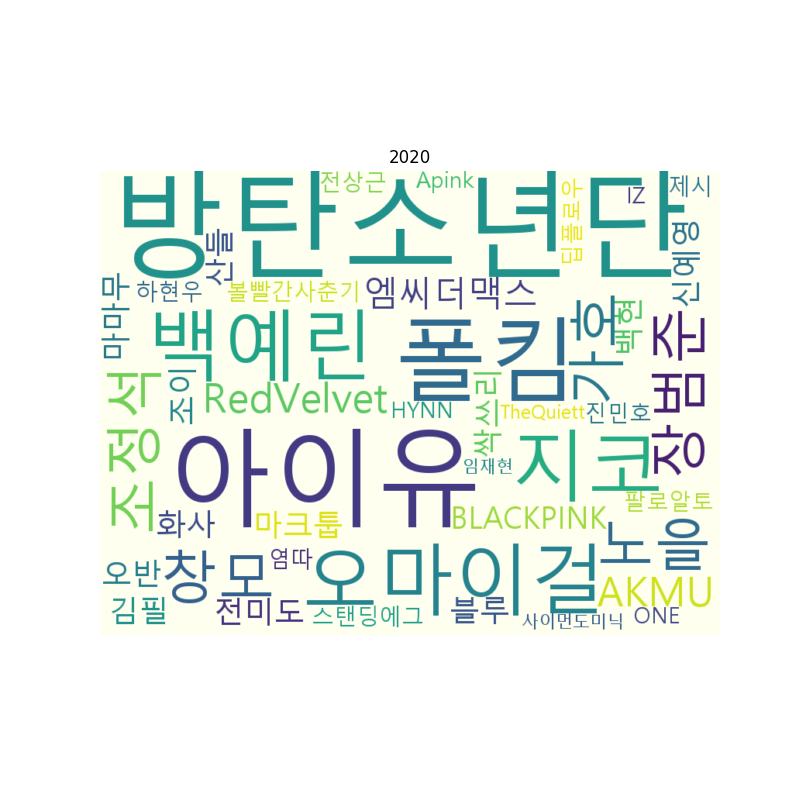 2020
방탄소년단
전상근
Apink
딥플로우
IZ
제시
산들
신예영
마마무
하현우
볼빨간사춘기
엠씨더맥스
백예린
폴킴
가호
백현
장범준
조정석
조이
RedVelvet
HYNN
싹쓰리
TheQuiett
진민호
아이유
임재현
지코
팔로알토
화사
마크툽
BLACKPINK
노을
오반
창모
염따
오마이걸
AKMU
김필
전미도
스탠딩에그
블루
사이먼도미닉
ONE